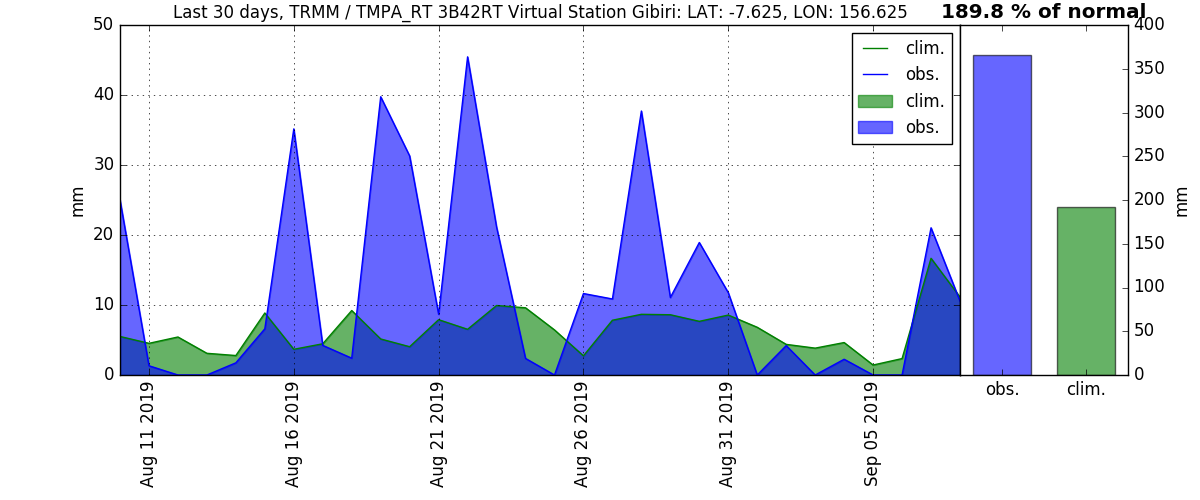 Last 30 days, TRMM / TMPA_RT 3B42RT Virtual Station Gibiri: LAT: -7.625, LON: 156.625
189.8 % of normal
50
40
30
20
10
0
mm
clim.
obs.
clim.
obs.
400
350
300
250
200
150
100
50
0
mm
Aug 11 2019
Aug 16 2019
Aug 21 2019
Aug 26 2019
Aug 31 2019
Sep 05 2019
obs.
clim.